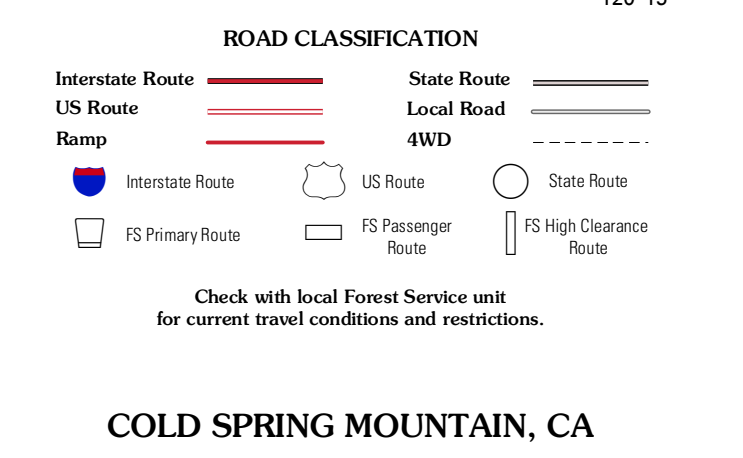 ROAD CLASSIFICATION
Interstate Route
State Route
US Route
Local Road
Ramp
4WD
Interstate Route
US Route
State Route
FS Primary Route
FS Passenger
Route
FS High Clearance
Route
Check with local Forest Service unit
for current travel conditions and restrictions.
COLD SPRING MOUNTAIN, CA